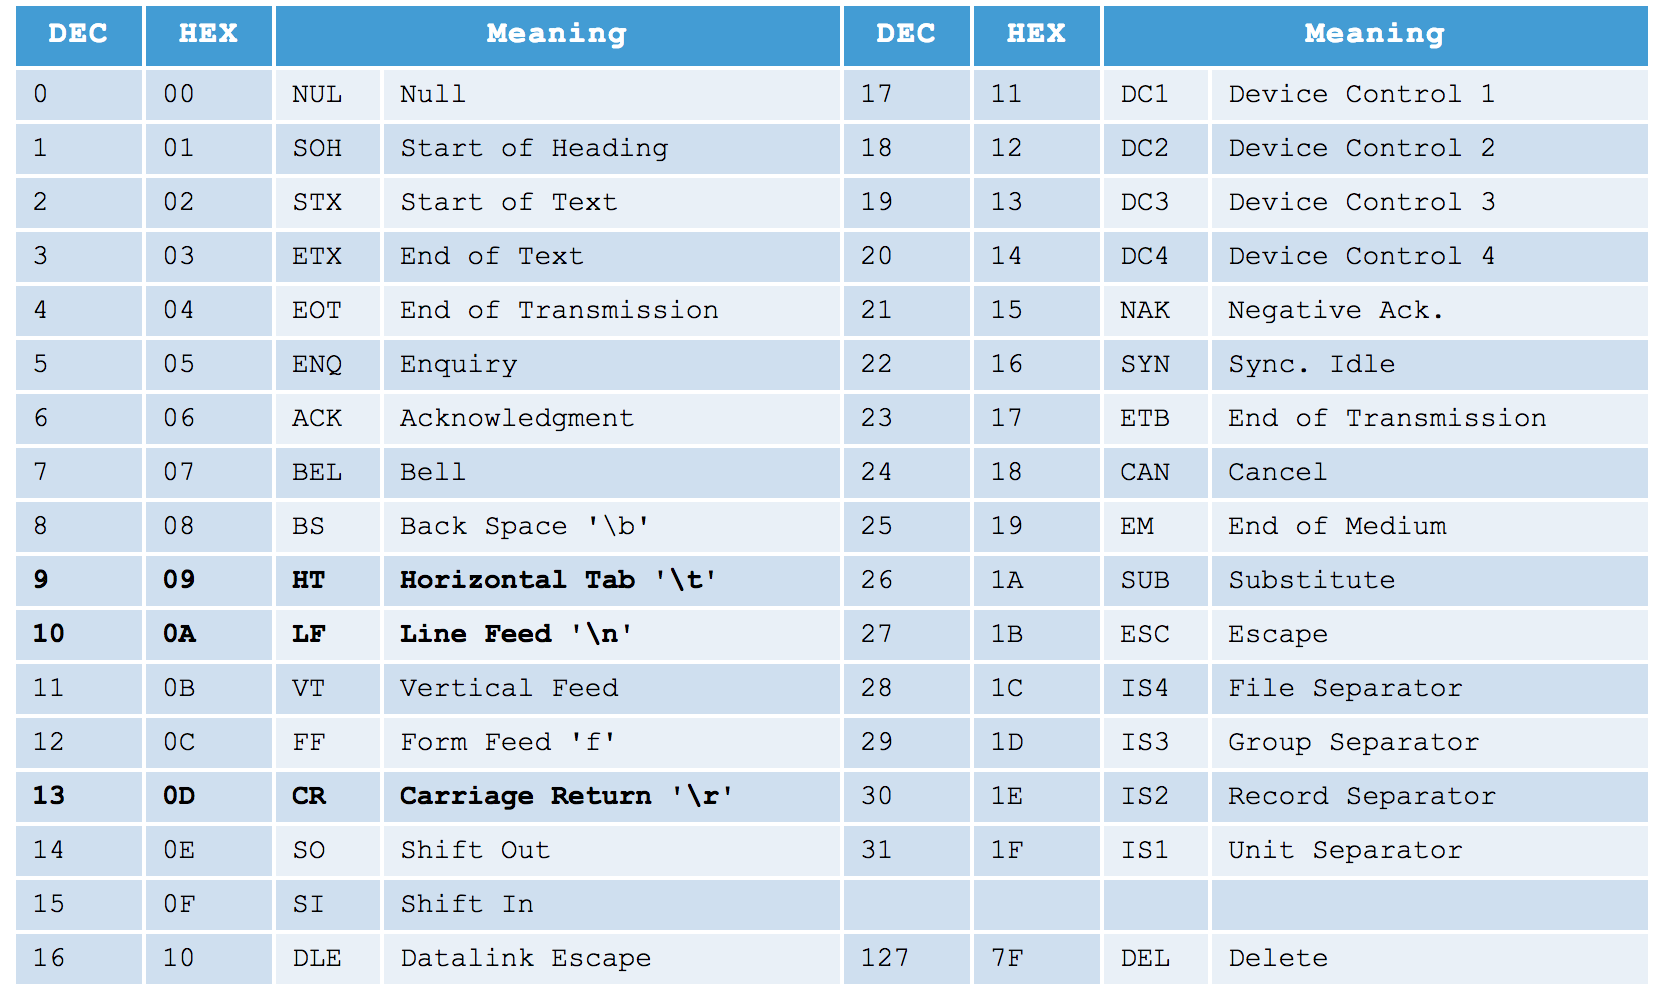 DEC HEX Meaning DEC HEX Meaning
0 00 NUL Null 17 11 DC1 Device Control 1
1 01 SOH Start of Heading 18 12 DC2 Device Control 2
2 02 STX Start of Text 19 13 DC3 Device Control 3
3 03 ETX End of Text 20 14 DC4 Device Control 4
4 04 EOT End of Transmission 21 15 NAK Negative Ack.
5 05 ENQ Enquiry 22 16 SYN Sync. Idle
6 06 ACK Acknowledgment 23 17 ETB End of Transmission
7 07 BEL Bell 24 18 CAN Cancel
8 08 BS Back Space '\b' 25 19 EM End of Medium
9 09 HT Horizontal Tab '\t' 26 1A SUB Substitute
10 0A LF Line Feed '\n' 27 1B ESC Escape
11 0B VT Vertical Feed 28 1C IS4 File Separator
12 0C FF Form Feed 'f' 29 1D IS3 Group Separator
13 0D CR Carriage Return '\r' 30 1E IS2 Record Separator
14 0E SO Shift Out 31 1F IS1 Unit Separator
15 0F SI Shift In
16 10 DLE Datalink Escape 127 7F DEL Delete